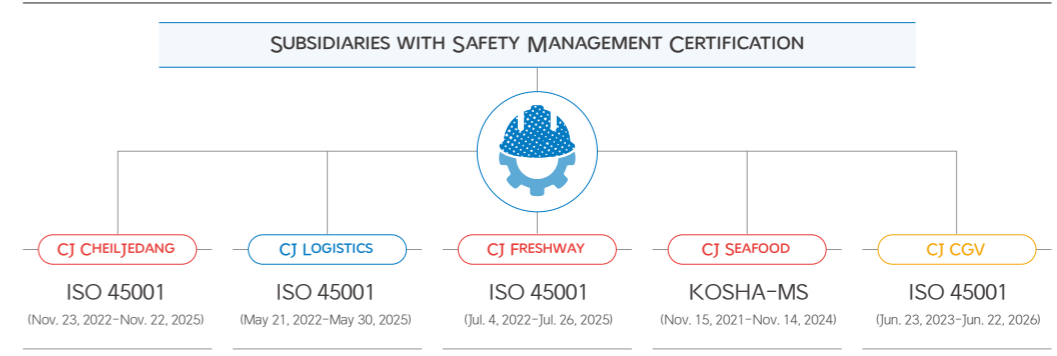 SUBSIDIARIES WITH SAFETY MANAGEMENT CERTIFICATION
CJ CHEILJEDANG
ISO 45001
(Nov. 23, 2022-Nov. 22, 2025)
CJ LOGISTICS
ISO 45001
(May 21, 2022-May 30, 2025)
CJ FRESHWAY
ISO 45001
(Jul. 4, 2022-Jul. 26, 2025)
CJ SEAFOOD
KOSHA-MS
(Nov. 15, 2021-Nov. 14, 2024)
CJ CGV
ISO 45001
(Jun. 23, 2023-Jun. 22, 2026)